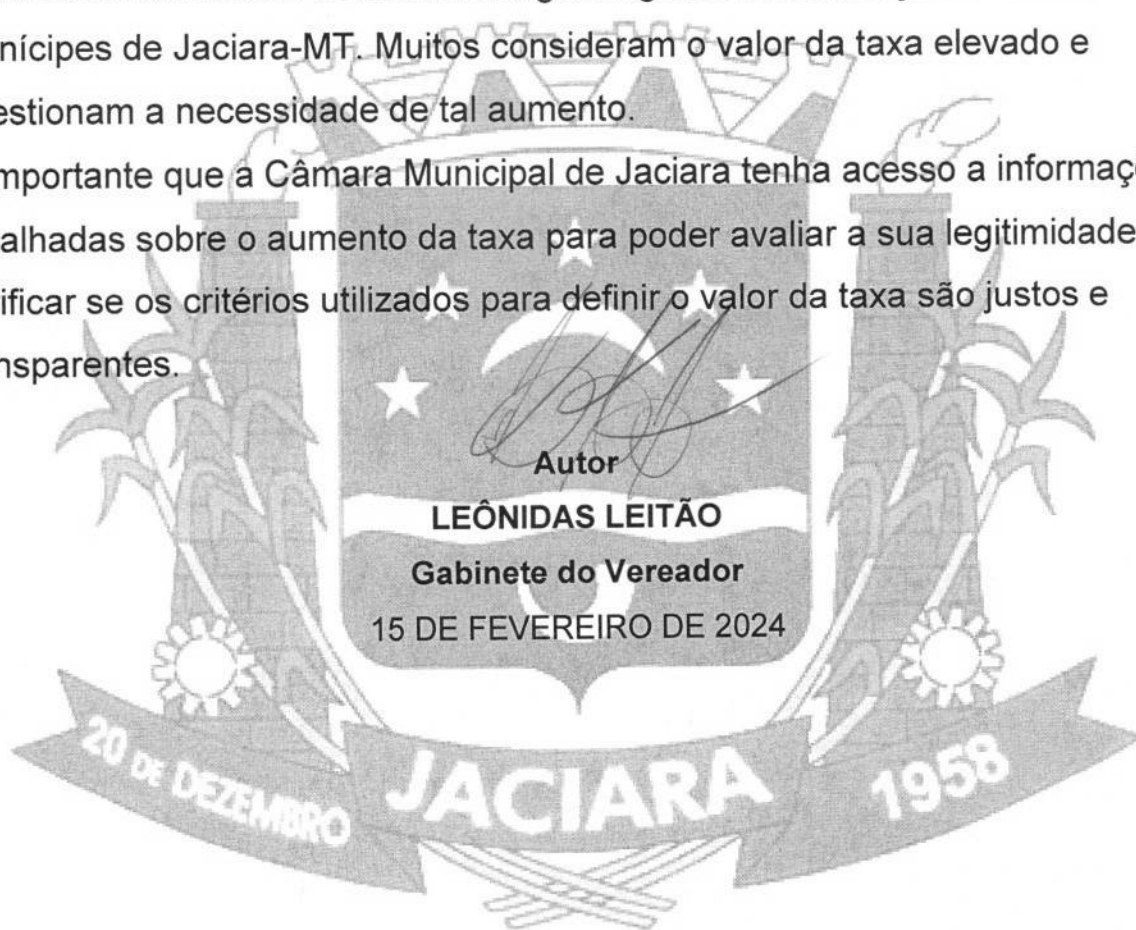 nícipes de Jaciara-MT. Muitos consideram o valor da taxa elevado e
estionam a necessidade de tal aumento.
mportante que a Câmara Municipal de Jaciara tenha acesso a informaç
alhadas sobre o aumento da taxa para poder avaliar a sua legitimidade
ificar se os critérios utilizados para definir o valor da taxa são justos e
nsparentes.
Autor
LEÔNIDAS LEITÃO
Gabinete do Vereador
15 DE FEVEREIRO DE 2024
20 DE DEZEMBRO
JACIARA
1958